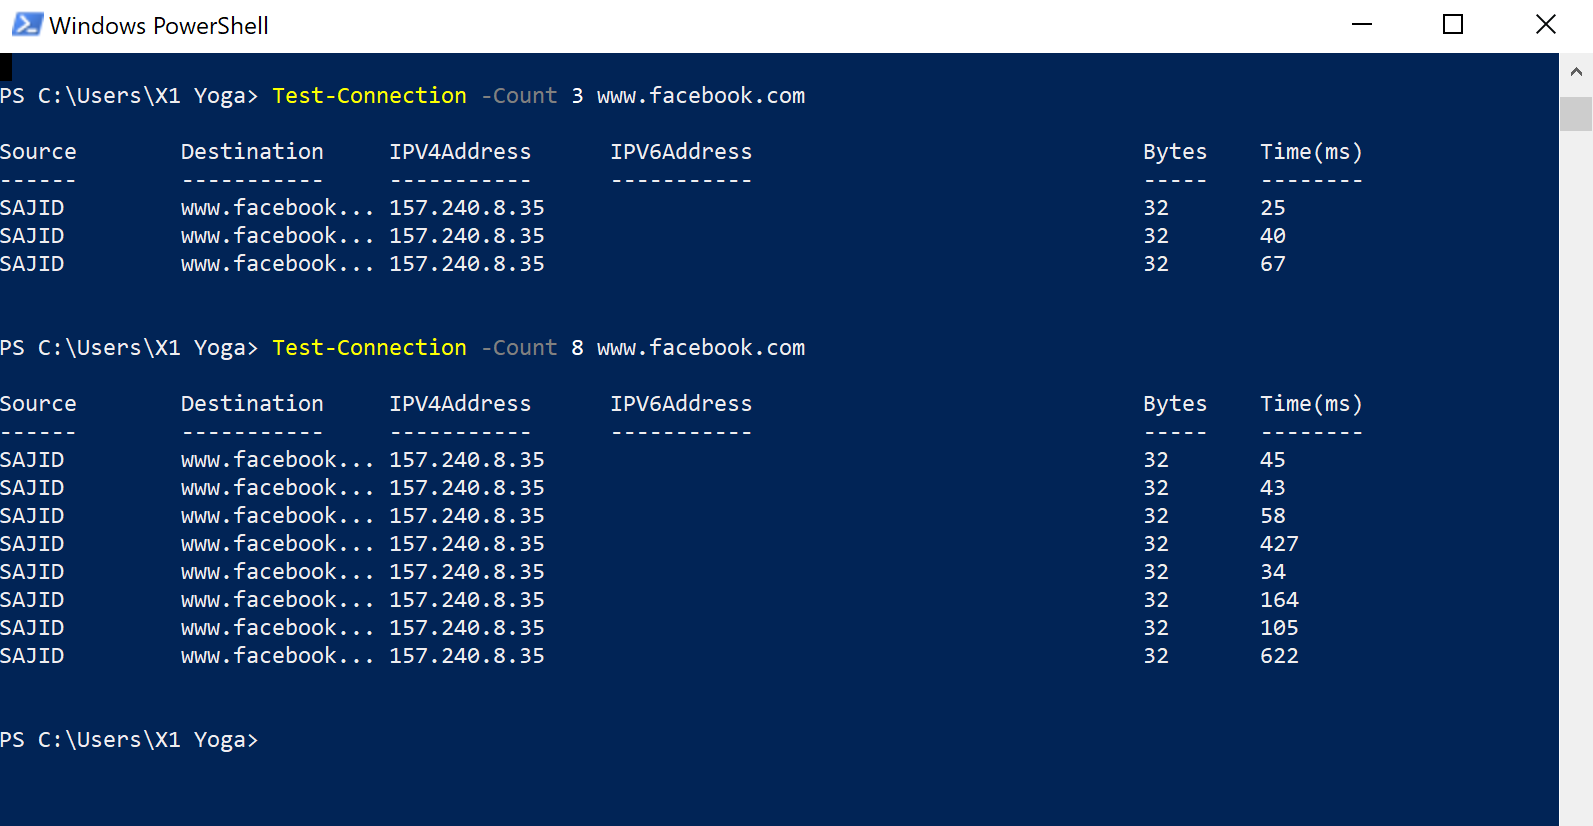 Windows PowerShell
PS C:\Users\X1 Yoga> Test-Connection -Count 3 www.facebook.com
Source Destination IPV4Address IPV6Address Bytes Time(ms)
------ ----------- ----------- ----------- ----- --------
SAJID www.facebook... 157.240.8.35 32 25
SAJID www.facebook... 157.240.8.35 32 40
SAJID www.facebook... 157.240.8.35 32 67
PS C:\Users\X1 Yoga> Test-Connection -Count 8 www.facebook.com
Source Destination IPV4Address IPV6Address Bytes Time(ms)
------ ----------- ----------- ----------- ----- --------
SAJID www.facebook... 157.240.8.35 32 45
SAJID www.facebook... 157.240.8.35 32 43
SAJID www.facebook... 157.240.8.35 32 58
SAJID www.facebook... 157.240.8.35 32 427
SAJID www.facebook... 157.240.8.35 32 34
SAJID www.facebook... 157.240.8.35 32 164
SAJID www.facebook... 157.240.8.35 32 105
SAJID www.facebook... 157.240.8.35 32 622
PS C:\Users\X1 Yoga>